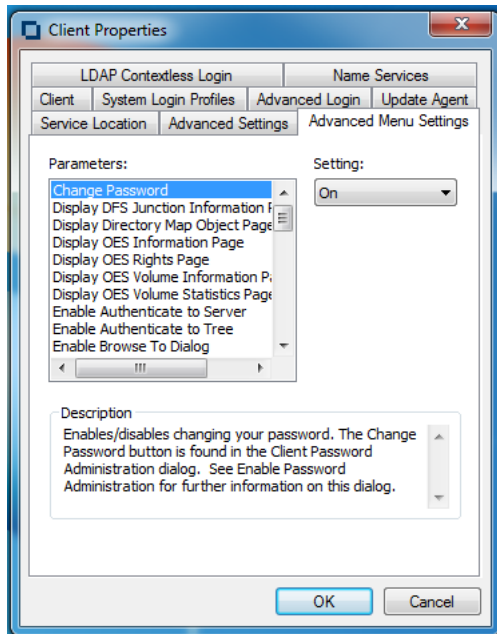 Client Properties
LDAP Contextless Login Name Services
Client System Login Profiles Advanced Login Update Agent
Service Location Advanced Settings Advanced Menu Settings
Parameters: Setting:
Change Password On
Display DFS Junction Information
Display Directory Map Object Page
Display OES Information Page
Display OES Rights Page
Display OES Volume Information
Display OES Volume Statistics Page
Enable Authenticate to Server
Enable Authenticate to Tree
Enable Browse To Dialog
Description
Enables/disables changing your password. The Change
Password button is found in the Client Password
Administration dialog. See Enable Password
Administration for further information on this dialog.
OK Cancel